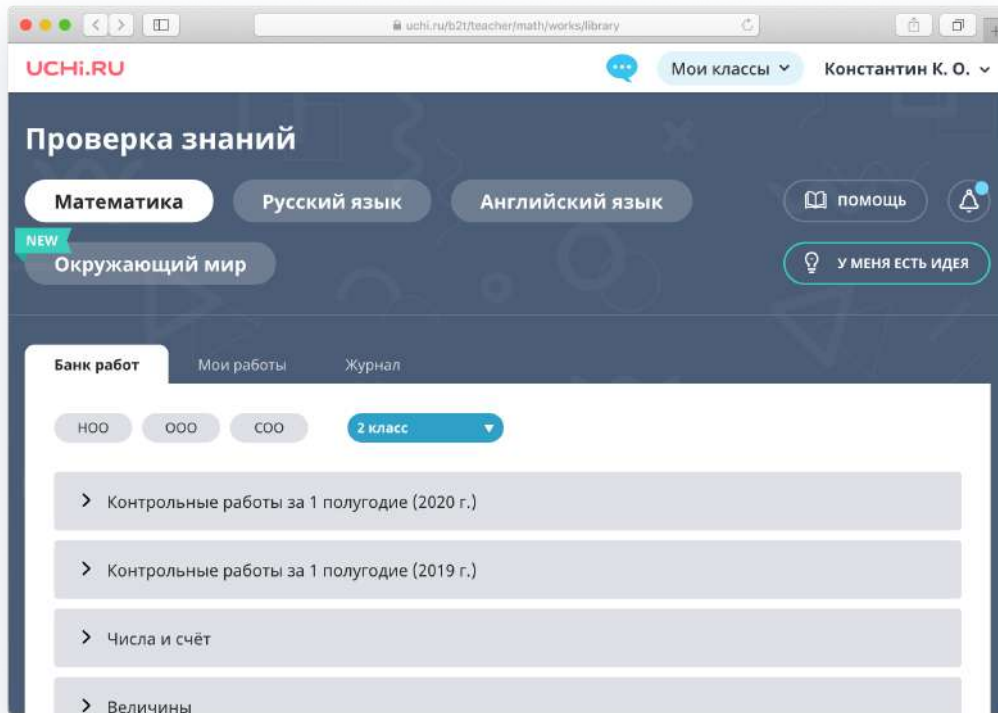 uchi.ru/b2t/teacher/math/works/library
UCHi.RU
Мои классы
Константин К. О.
Проверка знаний
Математика
Русский язык
Английский язык
ПОМОЩЬ
NEW
Окружающий мир
У МЕНЯ ЕСТЬ ИДЕЯ
Банк работ
Мои работы
Журнал
НОО
ООО
СОО
2 класс
Контрольные работы за 1 полугодие (2020 г.)
Контрольные работы за 1 полугодие (2019 г.)
Числа и счёт
Величины